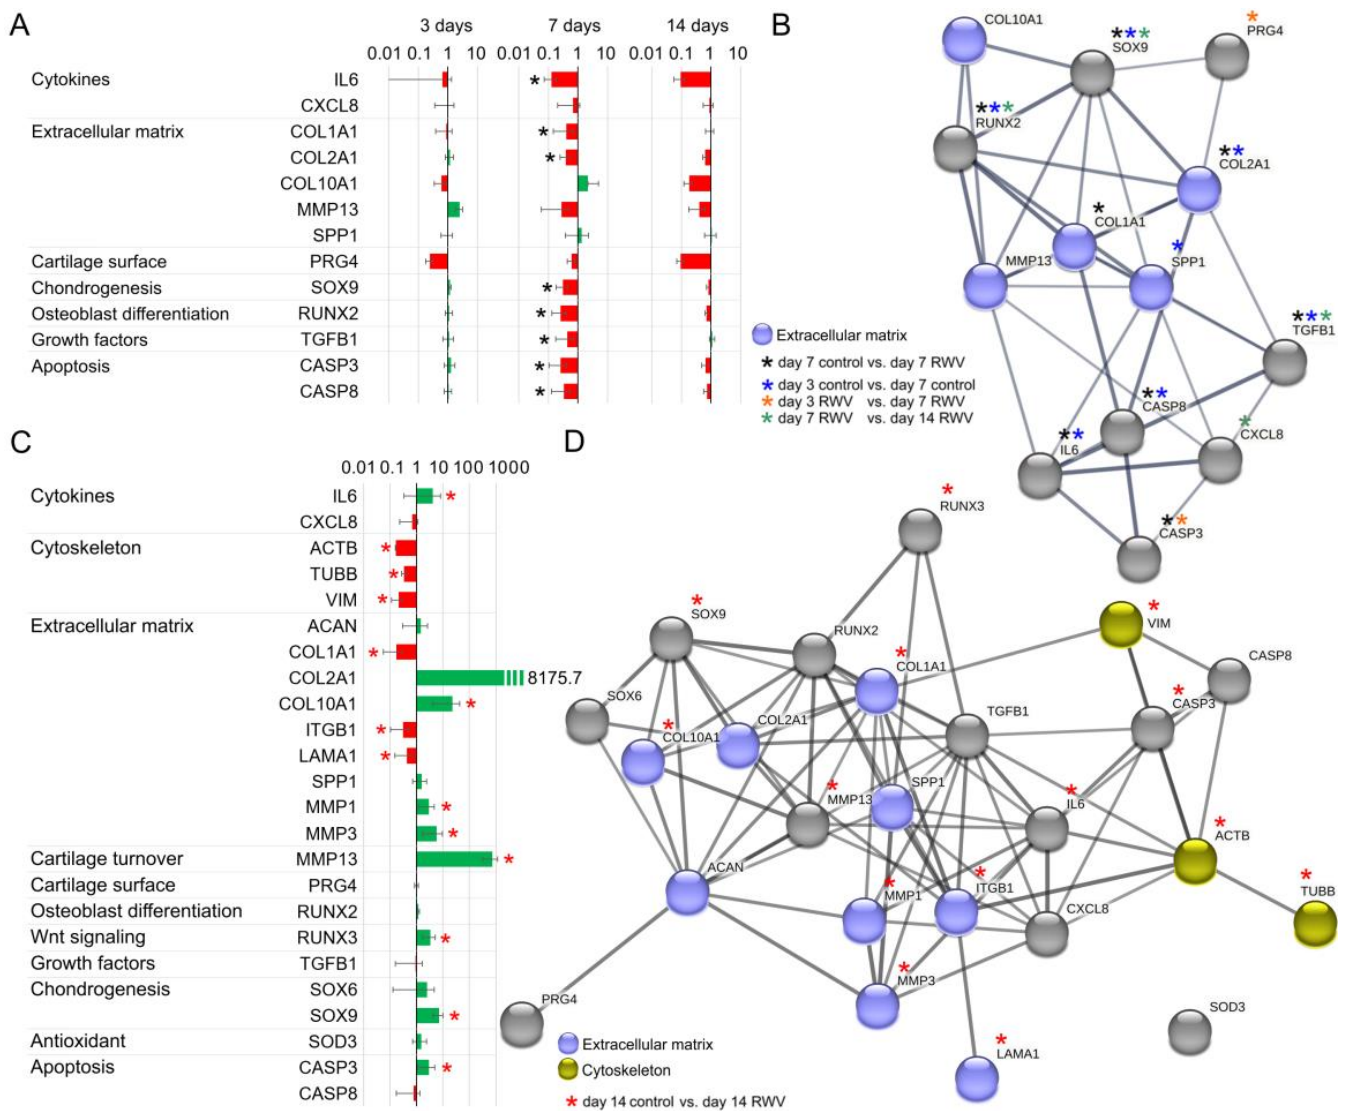 A
3 days 7 days 14 days
0.01 0.1 1 10 0.01 0.1 1 10 0.01 0.1 1 10
Cytokines IL6 *
CXCL8
Extracellular matrix COL1A1 *
COL2A1 *
COL10A1
MMP13
SPP1
Cartilage surface PRG4
Chondrogenesis SOX9 *
Osteoblast differentiation RUNX2 *
Growth factors TGFB1 *
Apoptosis CASP3 *
CASP8 *
B
COL10A1
*
PRG4
***
SOX9
***
RUNX2
**
COL2A1
*
COL1A1
*
SPP1
MMP13
***
TGFB1
**
CASP8
*
CXCL8
**
IL6
**
CASP3
Extracellular matrix
* day 7 control vs. day 7 RWV
* day 3 control vs. day 7 control
* day 3 RWV vs. day 7 RWV
* day 7 RWV vs. day 14 RWV
C
0.01 0.1 1 10 100 1000
Cytokines IL6 *
CXCL8
Cytoskeleton ACTB *
TUBB *
VIM *
Extracellular matrix ACAN
COL1A1 *
COL2A1 8175.7
COL10A1 *
ITGB1 *
LAMA1 *
SPP1
MMP1 *
MMP3 *
Cartilage turnover MMP13 *
Cartilage surface PRG4
Osteoblast differentiation RUNX2
Wnt signaling RUNX3 *
Growth factors TGFB1
Chondrogenesis SOX6
SOX9 *
Antioxidant SOD3
Apoptosis CASP3 *
CASP8
D
*
RUNX3
*
SOX9
*
VIM
RUNX2
*
COL1A1
CASP8
SOX6
*
CASP3
TGFB1
COL2A1
*
COL10A1
SPP1
*
MMP13
*
IL6
*
ACTB
ACAN
*
ITGB1
*
MMP1
*
TUBB
CXCL8
*
MMP3
PRG4
SOD3
*
LAMA1
Extracellular matrix
Cytoskeleton
* day 14 control vs. day 14 RWV